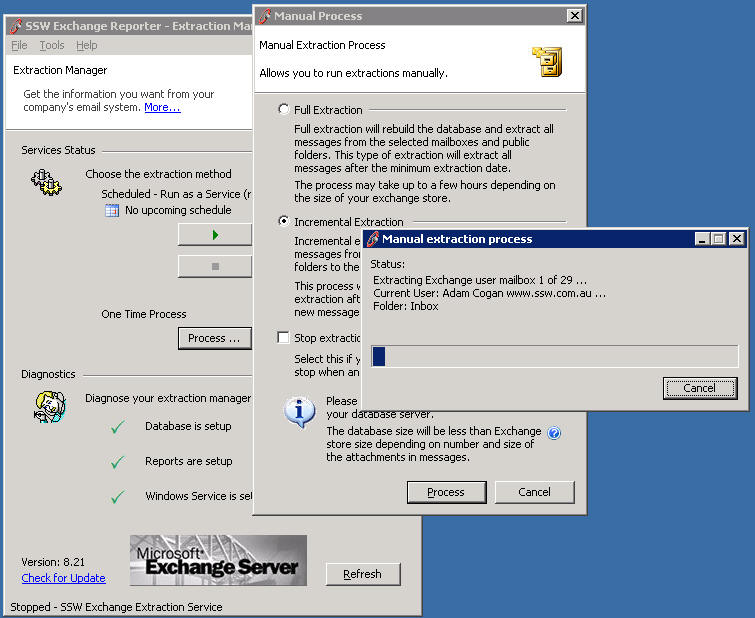 SSW Exchange Reporter - Extraction Ma
File Tools Help
Extraction Manager
Get the information you want from your
company's email system. More...
Services Status
Choose the extraction method
Scheduled - Run as a Service (r
No upcoming schedule
One Time Process
Process ...
Diagnostics
Diagnose your extraction manager
Database is setup
Reports are setup
Windows Service is se
Version: 8.21
Check for Update
Microsoft
Exchange Server
Refresh
Stopped - SSW Exchange Extraction Service
Manual Process
Manual Extraction Process
Allows you to run extractions manually.
Full Extraction
Full extraction will rebuild the database and extract all
messages from the selected mailboxes and public
folders. This type of extraction will extract all
messages after the minimum extraction date.
The process may take up to a few hours depending on
the size of your exchange store.
Incremental Extraction
Incremental e
messages fro
folders to the
This process
extraction aft
new message
Stop extractio
Select this if y
stop when an
Please
your database server.
The database size will be less than Exchange
store size depending on number and size of
the attachments in messages.
Process
Cancel
Manual extraction process
Status:
Extracting Exchange user mailbox 1 of 29 ...
Current User: Adam Cogan www.ssw.com.au ...
Folder: Inbox
Cancel